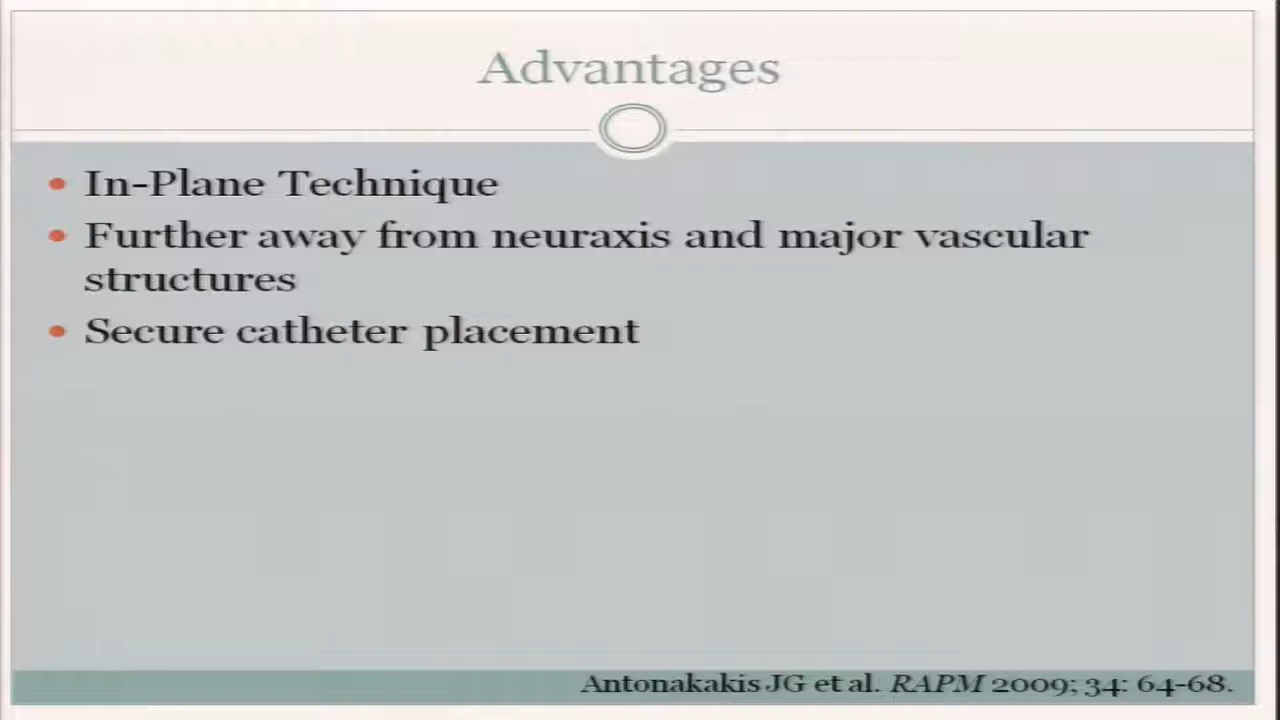 Advantages
• In-Plane Technique
• Further away from neuraxis and major vascular
structures
• Secure catheter placement
Antonakakis JG et al. RAPM 2009; 34: 64-68.